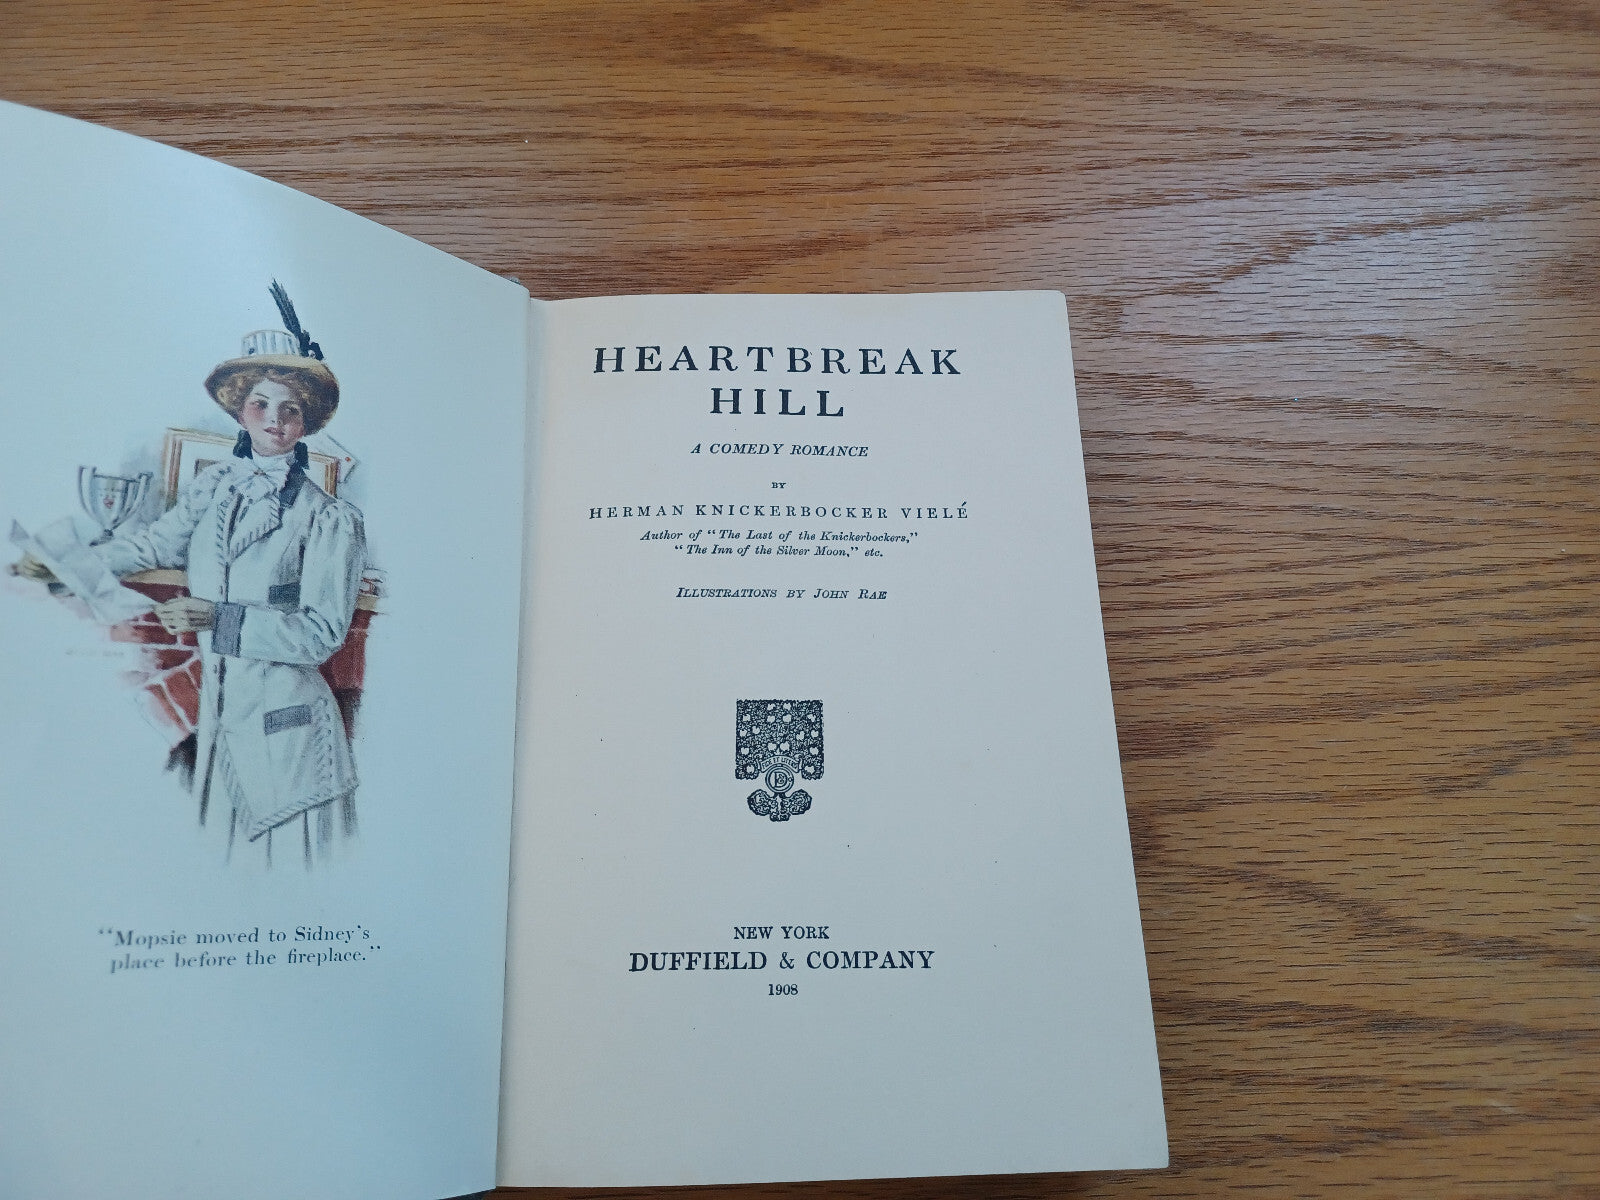 "Mopsie moved to Sidney's
place before the fireplace."
HEARTBREAK
HILL
A COMEDY ROMANCE
BY
HERMAN KNICKERBOCKER VIELÉ
Author of "The Last of the Knickerbockers,"
"The Inn of the Silver Moon," etc.
ILLUSTRATIONS BY JOHN RAE
NEW YORK
DUFFIELD & COMPANY
1908